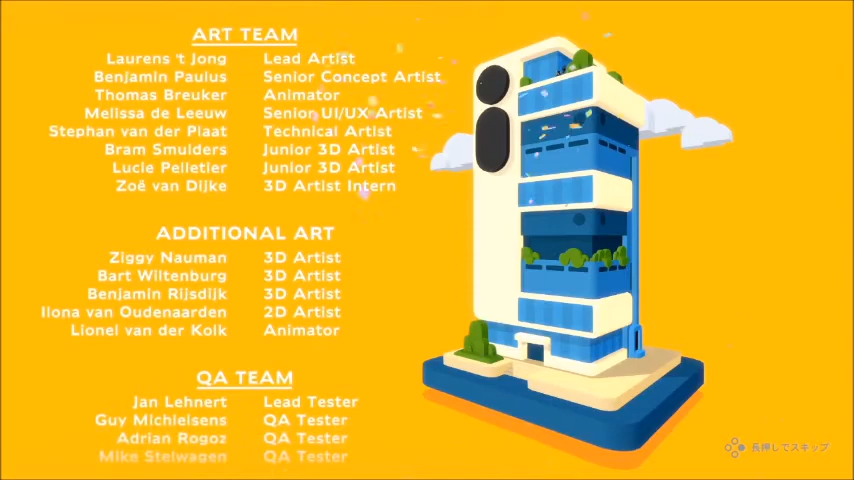 ART TEAM
Laurens 't Jong Lead Artist
Benjamin Paulus Senior Concept Artist
Thomas Breuker Animator
Melissa de Leeuw Senior UI/UX Artist
Stephan van der Plaat Technical Artist
Bram Smulders Junior 3D Artist
Lucie Pelletier Junior 3D Artist
Zoë van Dijke 3D Artist Intern
ADDITIONAL ART
Ziggy Nauman 3D Artist
Bart Wiltenburg 3D Artist
Benjamin Rijsdijk 3D Artist
Ilona van Oudenaarden 2D Artist
Lionel van der Kolk Animator
QA TEAM
Jan Lehnert Lead Tester
Guy Michielsens QA Tester
Adrian Rogoz QA Tester
Mike Stelwagen QA Tester
長押しでスキップ